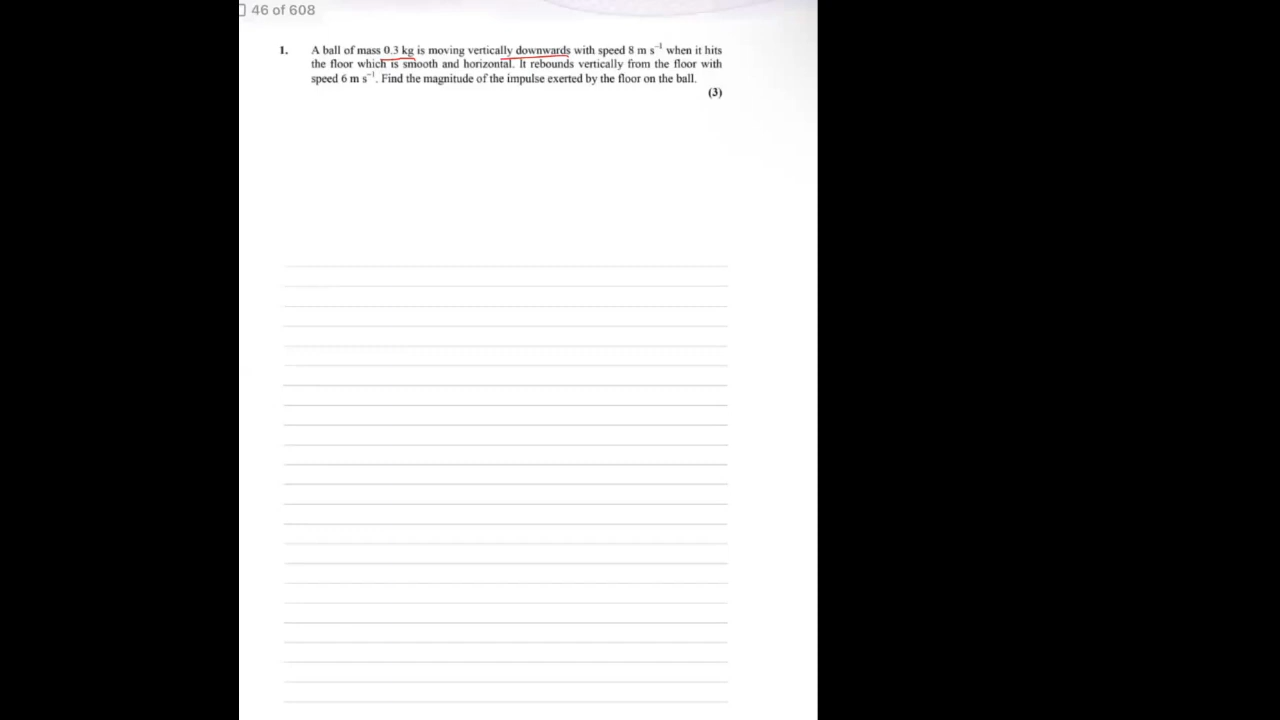 46 of 608
1. A ball of mass 0.3 kg is moving vertically downwards with speed 8 m s⁻¹ when it hits
the floor which is smooth and horizontal. It rebounds vertically from the floor with
speed 6 m s⁻¹. Find the magnitude of the impulse exerted by the floor on the ball.
(3)